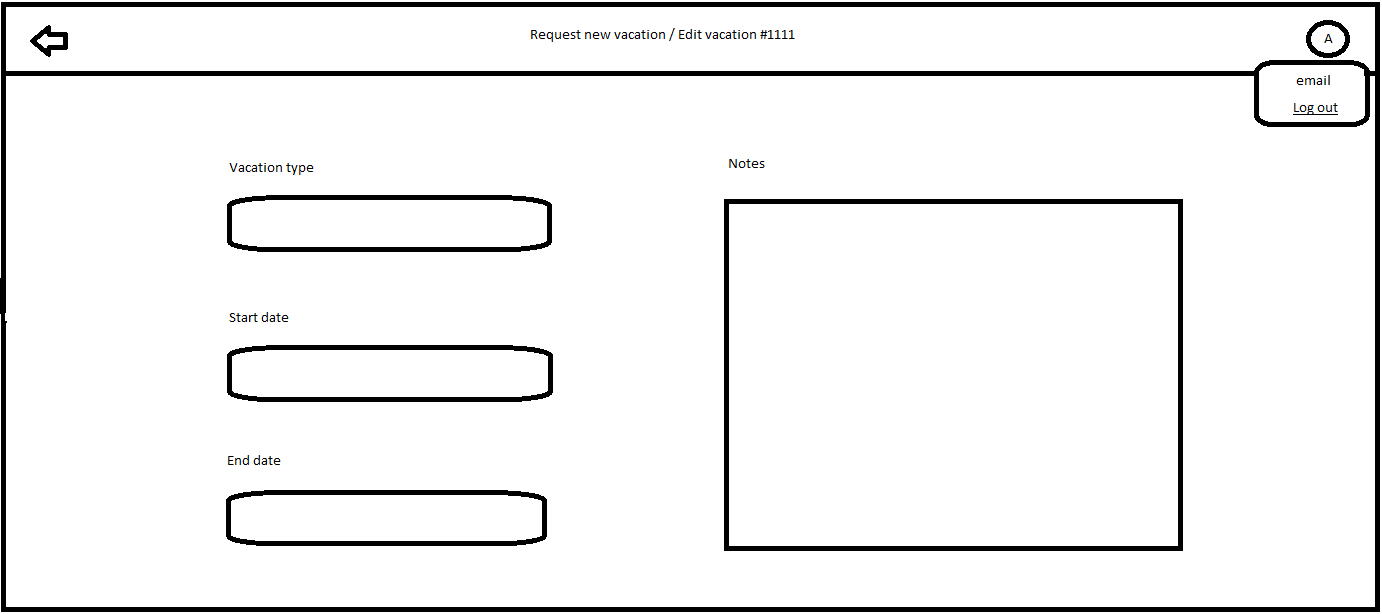 Request new vacation / Edit vacation #1111
A
email
Log out
Vacation type
Notes
Start date
End date